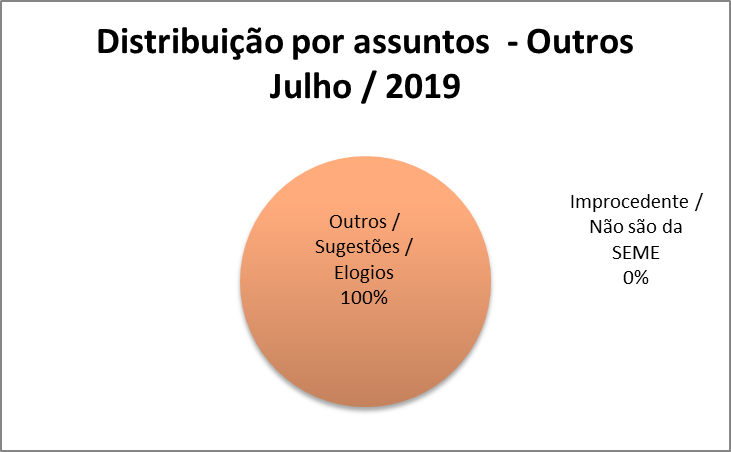 Distribuição por assuntos  - Outros
Julho / 2019
Outros /
Sugestões /
Elogios
100%
Improcedente /
Não são da
SEME
0%